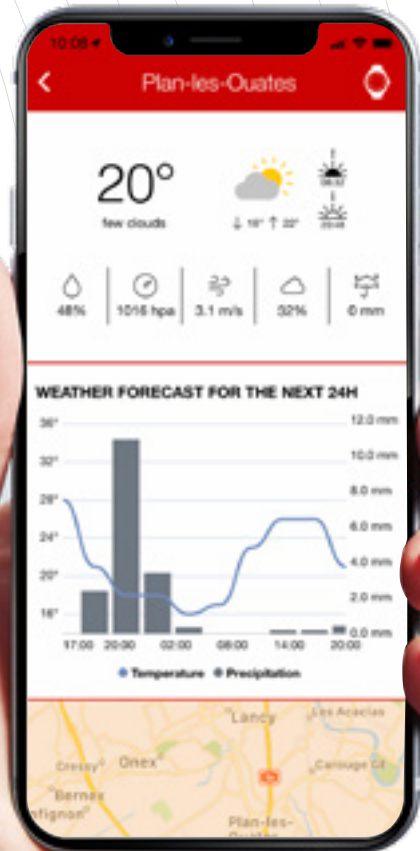 10:08
Plan-les-Ouates
20°
few clouds
48%
1016 hpa
3.1 m/s
32%
0 mm
WEATHER FORECAST FOR THE NEXT 24H
36° 12.0 mm
32° 10.0 mm
28° 8.0 mm
24° 6.0 mm
20° 4.0 mm
16° 2.0 mm
0.0 mm
17:00 20:00 02:00 08:00 14:00 20:00
Temperature Precipitation
Lancy Les Acacias
Cressy Onex Carouge GE
Bernex
Plan-les-